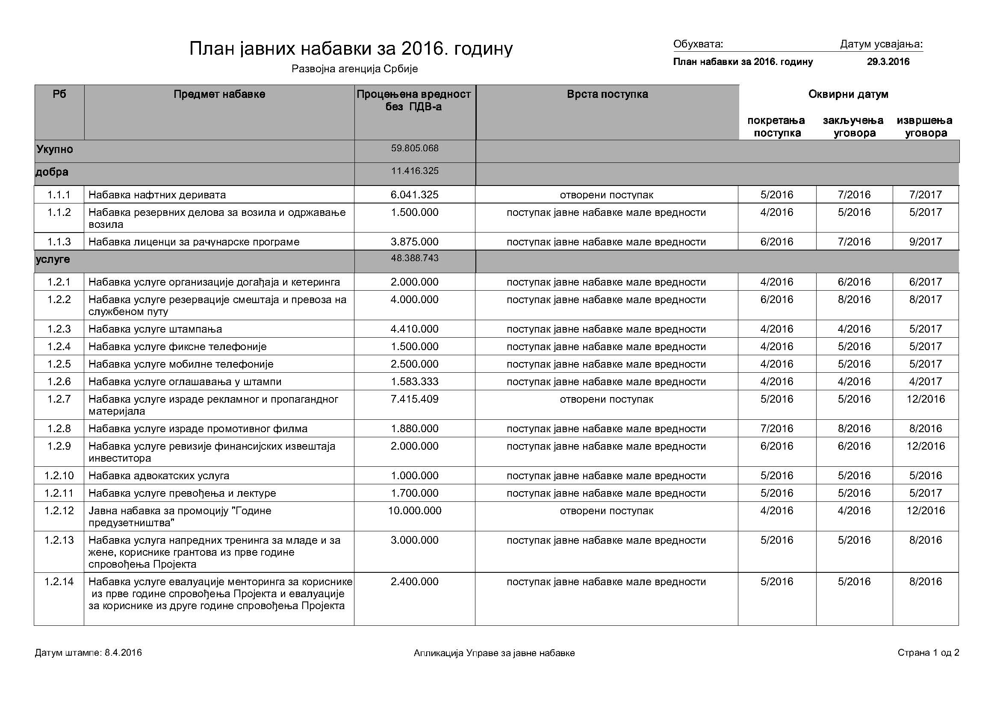 План јавних набавки за 2016. годину
Развојна агенција Србије
Обухвата: Датум усвајања:
План набавки за 2016. годину 29.3.2016
Рб Предмет набавке Процењена вредност без ПДВ-а Врста поступка Оквирни датум
покретања поступка закључења уговора извршења уговора
Укупно 59.805.068
добра 11.416.325
1.1.1 Набавка нафтних деривата 6.041.325 отворени поступак 5/2016 7/2016 7/2017
1.1.2 Набавка резервних делова за возила и одржавање 1.500.000 поступак јавне набавке мале вредности 4/2016 5/2016 5/2017
возила
1.1.3 Набавка лиценци за рачунарске програме 3.875.000 поступак јавне набавке мале вредности 6/2016 7/2016 9/2017
услуге 48.388.743
1.2.1 Набавка услуге организације догађаја и кетеринга 2.000.000 поступак јавне набавке мале вредности 4/2016 6/2016 6/2017
1.2.2 Набавка услуге резервације смештаја и превоза на 4.000.000 поступак јавне набавке мале вредности 6/2016 8/2016 8/2017
службеном путу
1.2.3 Набавка услуге штампања 4.410.000 поступак јавне набавке мале вредности 4/2016 4/2016 5/2017
1.2.4 Набавка услуге фиксне телефоније 1.500.000 поступак јавне набавке мале вредности 4/2016 5/2016 5/2017
1.2.5 Набавка услуге мобилне телефоније 2.500.000 поступак јавне набавке мале вредности 4/2016 5/2016 5/2017
1.2.6 Набавка услуге оглашавања у штампи 1.583.333 поступак јавне набавке мале вредности 4/2016 4/2016 4/2017
1.2.7 Набавка услуге израде рекламног и пропагандног 7.415.409 отворени поступак 5/2016 5/2016 12/2016
материјала
1.2.8 Набавка услуге израде промотивног филма 1.880.000 поступак јавне набавке мале вредности 7/2016 8/2016 8/2016
1.2.9 Набавка услуге ревизије финансијских извештаја 2.000.000 поступак јавне набавке мале вредности 6/2016 6/2016 12/2016
инвеститора
1.2.10 Набавка адвокатских услуга 1.000.000 поступак јавне набавке мале вредности 5/2016 5/2016 5/2016
1.2.11 Набавка услуге превођења и лектуре 1.700.000 поступак јавне набавке мале вредности 5/2016 5/2016 5/2017
1.2.12 Јавна набавка за промоцију "Године 10.000.000 отворени поступак 4/2016 4/2016 12/2016
предузетништва"
1.2.13 Набавка услуга напредних тренинга за младе и за 3.000.000 поступак јавне набавке мале вредности 5/2016 5/2016 8/2016
жене, кориснике грантова из прве године
спровођења Пројекта
1.2.14 Набавка услуге евалуације менторинга за кориснике 2.400.000 поступак јавне набавке мале вредности 5/2016 5/2016 8/2016
из прве године спровођења Пројекта и евалуације
за кориснике из друге године спровођења Пројекта
Датум штампе: 8.4.2016 Апликација Управе за јавне набавке Страна 1 од 2